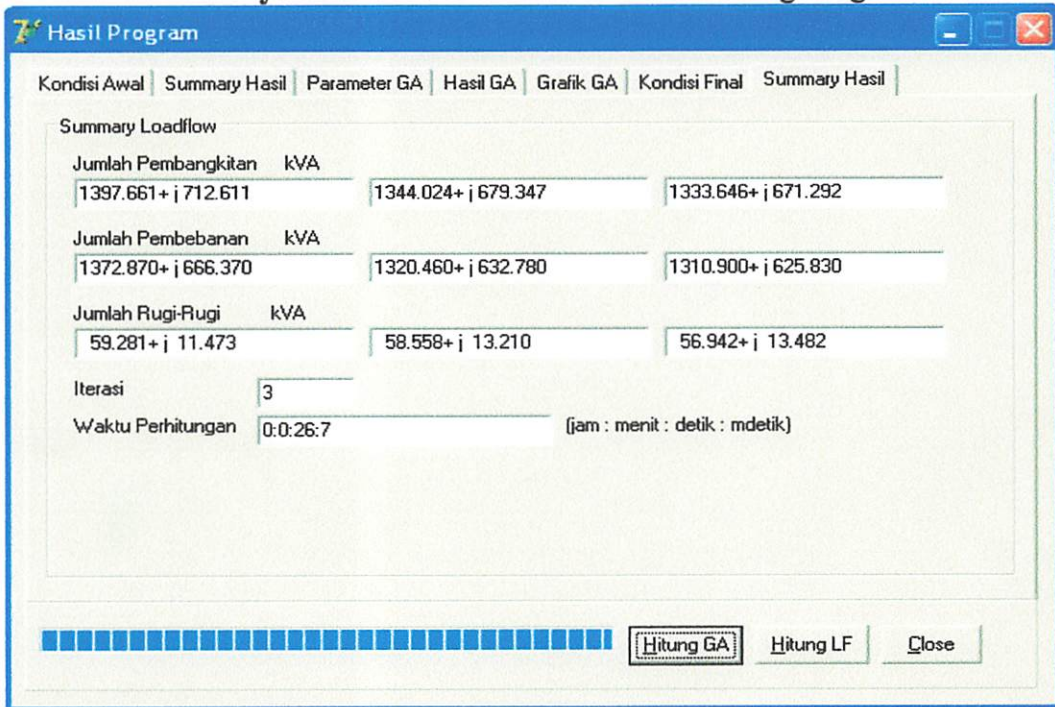 Hasil Program
Kondisi Awal Summary Hasil Parameter GA Hasil GA Grafik GA Kondisi Final Summary Hasil
Summary Loadflow
Jumlah Pembangkitan kVA
1397.661+ j 712.611 1344.024+ j 679.347 1333.646+ j 671.292
Jumlah Pembebanan kVA
1372.870+ j 666.370 1320.460+ j 632.780 1310.900+ j 625.830
Jumlah Rugi-Rugi kVA
59.281+ j 11.473 58.558+ j 13.210 56.942+ j 13.482
Iterasi 3
Waktu Perhitungan 0:0:26:7 (jam : menit : detik : mdetik)
Hitung GA Hitung LF Close